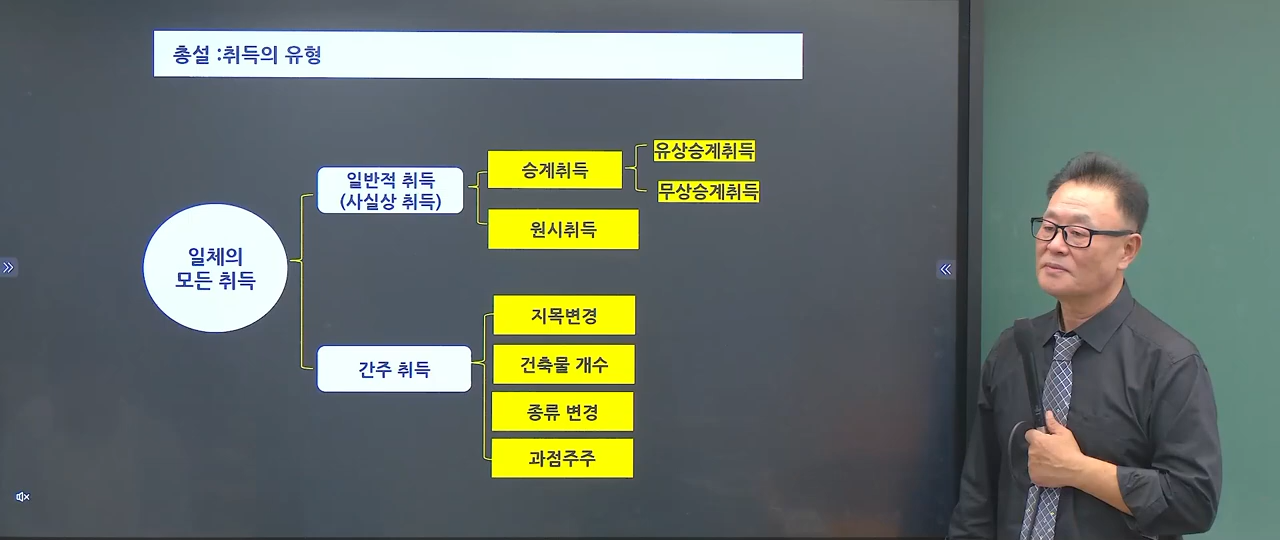 총설 :취득의 유형
일체의
모든 취득
일반적 취득
(사실상 취득)
승계취득
유상승계취득
무상승계취득
원시취득
간주 취득
지목변경
건축물 개수
종류 변경
과점주주